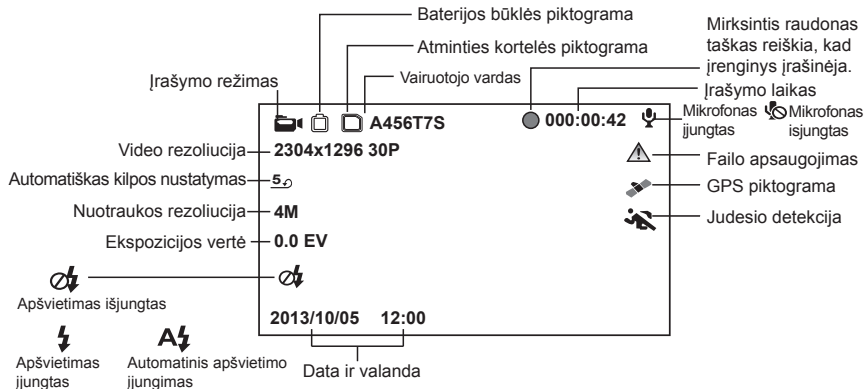 Baterijos būklės piktograma
Atminties kortelės piktograma
Vairuotojo vardas
Įrašymo režimas
Mirksintis raudonas
taškas reiškia, kad
įrenginys įrašinėja.
Įrašymo laikas
A456T7S
000:00:42
Mikrofonas
įjungtas
Mikrofonas
isjungtas
Video rezoliucija
2304x1296 30P
Failo apsaugojimas
Automatiškas kilpos nustatymas
5
GPS piktograma
Nuotraukos rezoliucija
4M
Judesio detekcija
Ekspozicijos vertė
0.0 EV
Apšvietimas išjungtas
2013/10/05 12:00
A
Apšvietimas
įjungtas
Automatinis apšvietimo
įjungimas
Data ir valanda